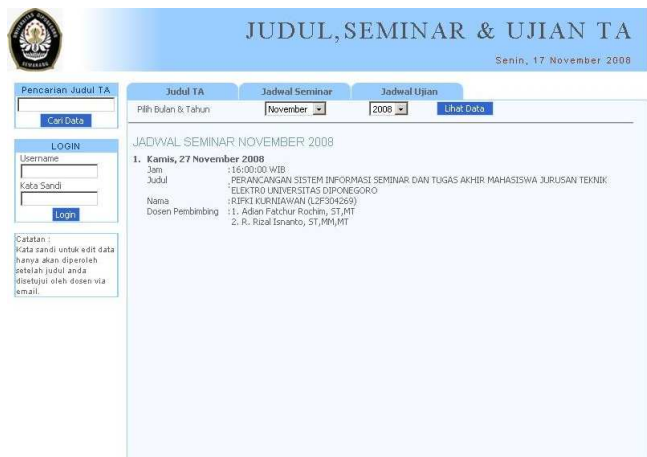 JUDUL,SEMINAR & UJIAN TA
Senin, 17 November 2008
Pencarian Judul TA
Cari Data
LOGIN
Username
Kata Sandi
Login
Catatan :
Kata sandi untuk edit data
hanya akan diperoleh
setelah judul anda
disetujui oleh dosen via
email.
Judul TA
Jadwal Seminar
Jadwal Ujian
Pilih Bulan & Tahun
November
2008
Lihat Data
JADWAL SEMINAR NOVEMBER 2008
1. Kamis, 27 November 2008
Jam :16:00:00 WIB
Judul :PERANCANGAN SISTEM INFORMASI SEMINAR DAN TUGAS AKHIR MAHASISWA JURUSAN TEKNIK
ELEKTRO UNIVERSITAS DIPONEGORO
Nama :RIFKI KURNIAWAN (L2F304269)
Dosen Pembimbing :1. Adian Fatchur Rochim, ST,MT
2. R. Rizal Isnanto, ST,MM,MT